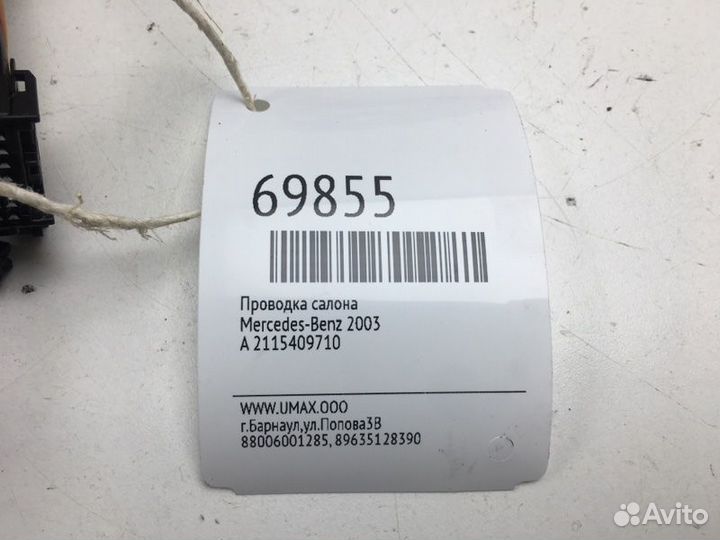 69855
Проводка салона
Mercedes-Benz 2003
A 2115409710
WWW.UMAX.OOO
г.Барнаул,ул.Попова3В
88006001285, 89635128390
Avito